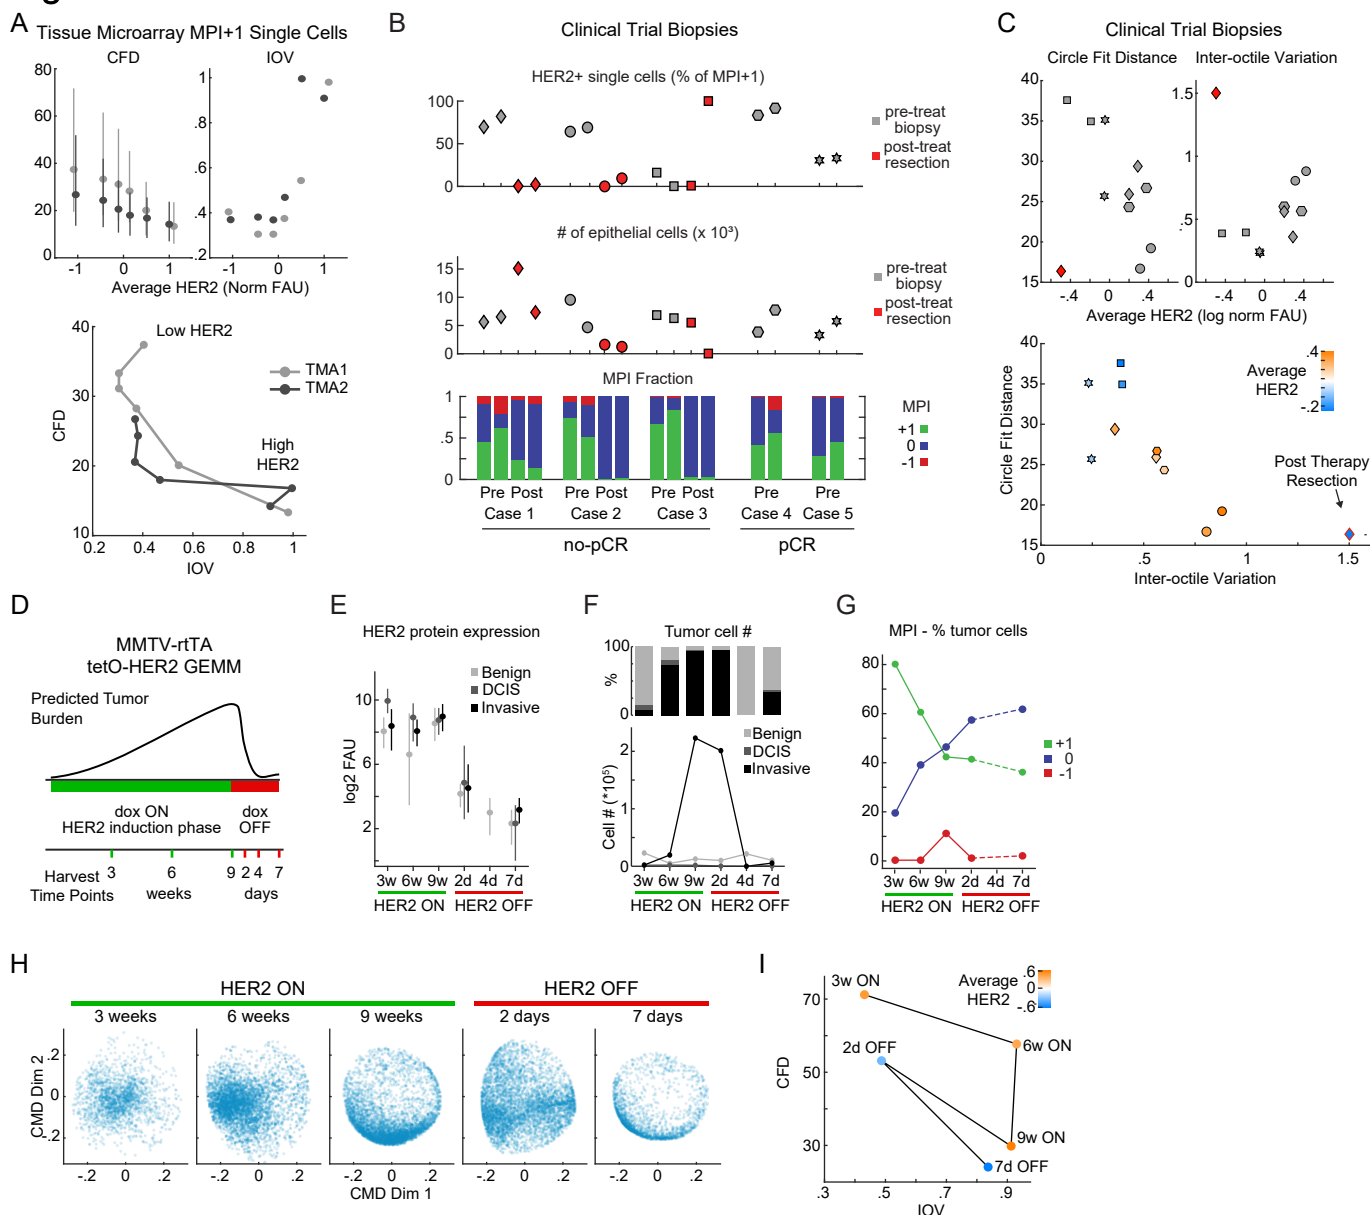 A
Tissue Microarray MPI+1 Single Cells
CFD
IOV
80
60
40
20
0
1
.8
.6
.4
.2
-1
0
1
-1
0
1
Average HER2 (Norm FAU)
40
30
20
10
CFD
Low HER2
TMA1
TMA2
High
HER2
0.2
0.4
0.6
0.8
1
IOV
B
Clinical Trial Biopsies
HER2+ single cells (% of MPI+1)
100
50
0
pre-treat
biopsy
post-treat
resection
# of epithelial cells (x 10³)
15
10
5
0
pre-treat
biopsy
post-treat
resection
MPI Fraction
1
.5
0
MPI
+1
0
-1
Pre Post
Pre Post
Pre Post
Pre
Pre
Case 1
Case 2
Case 3
Case 4
Case 5
no-pCR
pCR
C
Clinical Trial Biopsies
Circle Fit Distance
Inter-octile Variation
40
35
30
25
20
15
1.5
1
.5
0
-.4
0
.4
-.4
0
.4
Average HER2 (log norm FAU)
40
35
30
25
20
15
Circle Fit Distance
Average
HER2
.4
-.2
Post Therapy
Resection
0
.5
1
1.5
Inter-octile Variation
D
MMTV-rtTA
tetO-HER2 GEMM
Predicted Tumor
Burden
dox ON
HER2 induction phase
dox
OFF
Harvest
Time Points
3
6
9
2
4
7
weeks
days
E
HER2 protein expression
10
6
2
log2 FAU
Benign
DCIS
Invasive
3w
6w
9w
2d
4d
7d
HER2 ON
HER2 OFF
F
Tumor cell #
100
0
%
Benign
DCIS
Invasive
2
1
0
Cell # (*10⁵)
3w
6w
9w
2d
4d
7d
HER2 ON
HER2 OFF
G
MPI - % tumor cells
80
60
40
20
0
+1
0
-1
3w
6w
9w
2d
4d
7d
HER2 ON
HER2 OFF
H
HER2 ON
HER2 OFF
3 weeks
6 weeks
9 weeks
2 days
7 days
CMD Dim 2
.2
0
-.2
-.2
0
.2
-.2
0
.2
-.2
0
.2
-.2
0
.2
-.2
0
.2
CMD Dim 1
I
3w ON
2d OFF
6w ON
9w ON
7d OFF
Average
HER2
.6
0
-.6
70
50
30
CFD
.3
.5
.7
.9
IOV